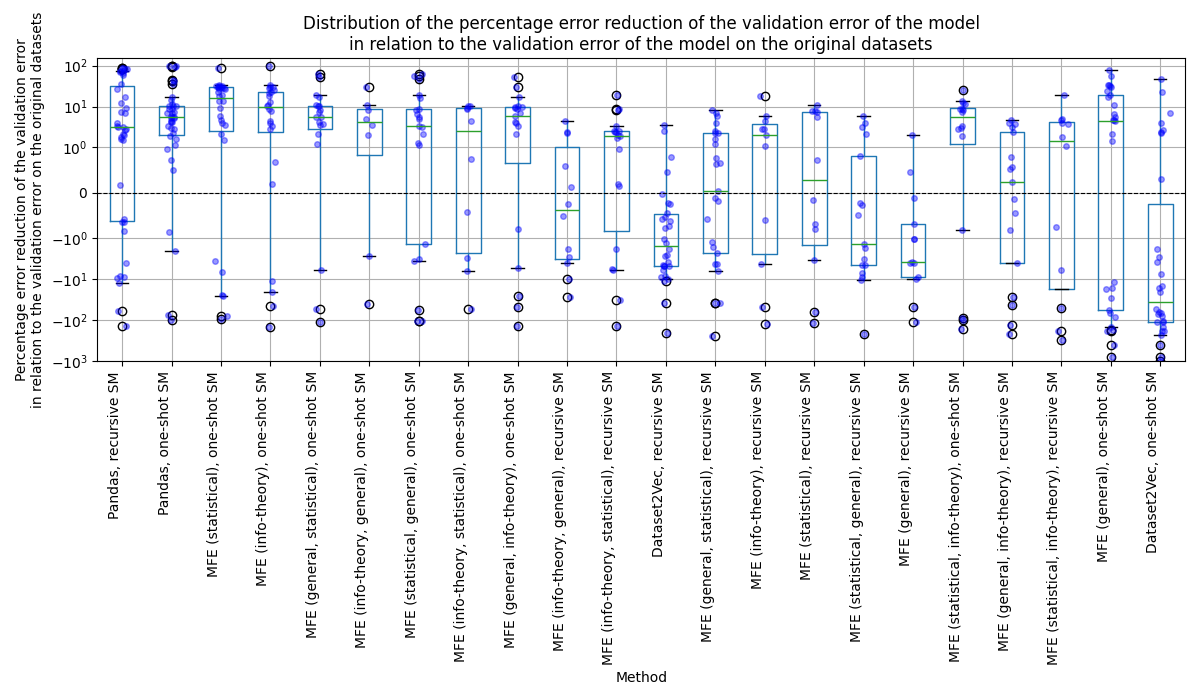 Distribution of the percentage error reduction of the validation error of the model
in relation to the validation error of the model on the original datasets
Percentage error reduction of the validation error
in relation to the validation error on the original datasets
10²
10¹
10⁰
0
−10⁰
−10¹
−10²
−10³
Pandas, recursive SM
Pandas, one-shot SM
MFE (statistical), one-shot SM
MFE (info-theory), one-shot SM
MFE (general, statistical), one-shot SM
MFE (info-theory, general), one-shot SM
MFE (statistical, general), one-shot SM
MFE (info-theory, statistical), one-shot SM
MFE (general, info-theory), one-shot SM
MFE (info-theory, general), recursive SM
MFE (info-theory, statistical), recursive SM
Dataset2Vec, recursive SM
MFE (general, statistical), recursive SM
MFE (info-theory), recursive SM
MFE (statistical), recursive SM
MFE (statistical, general), recursive SM
MFE (general), recursive SM
MFE (statistical, info-theory), one-shot SM
MFE (general, info-theory), recursive SM
MFE (statistical, info-theory), recursive SM
MFE (general), one-shot SM
Dataset2Vec, one-shot SM
Method